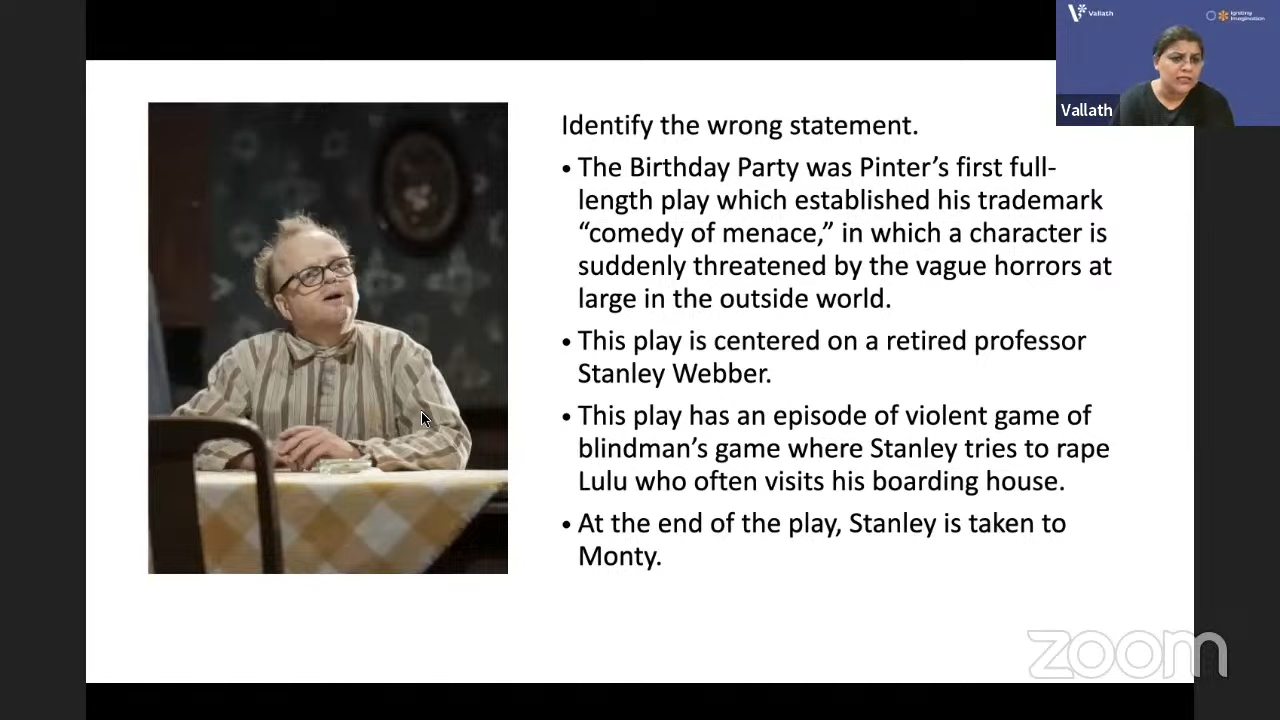 Vallath
Igniting
Imagination
Vallath
Identify the wrong statement.
• The Birthday Party was Pinter’s first full-
length play which established his trademark
“comedy of menace,” in which a character is
suddenly threatened by the vague horrors at
large in the outside world.
• This play is centered on a retired professor
Stanley Webber.
• This play has an episode of violent game of
blindman’s game where Stanley tries to rape
Lulu who often visits his boarding house.
• At the end of the play, Stanley is taken to
Monty.
zoom